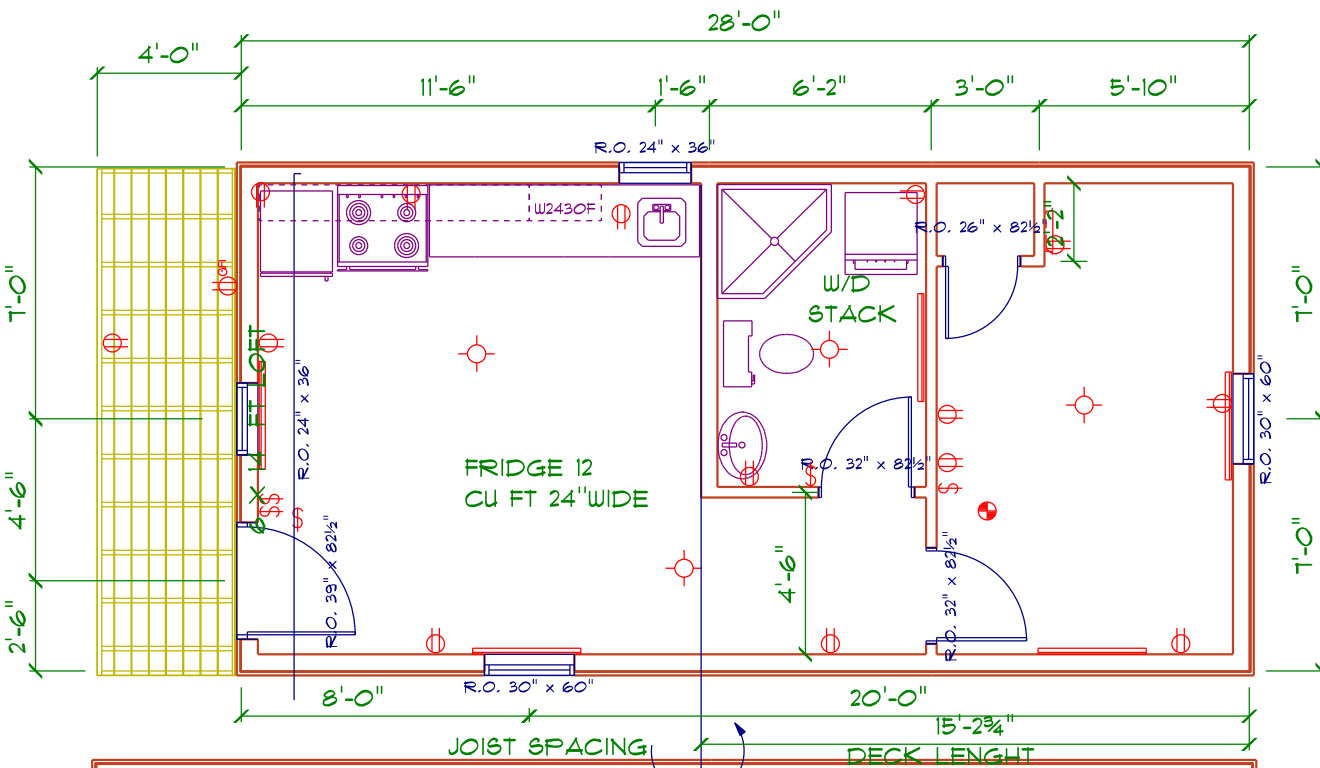 28'-0"
4'-0"
11'-6"
1'-6"
6'-2"
3'-0"
5'-10"
R.O. 24" x 36"
W2430F
R.O. 26" x 82½"
2'-2"
GFI
7'-0"
W/D
STACK
7'-0"
6 X 14 FT LOFT
R.O. 24" x 36"
R.O. 30" x 60"
FRIDGE 12
CU FT 24"WIDE
R.O. 32" x 82½"
$
$$
$
$
4'-6"
R.O. 39" x 82½"
4'-6"
R.O. 32" x 82½"
7'-0"
2'-6"
R.O. 30" x 60"
8'-0"
20'-0"
15'-2¾"
JOIST SPACING
DECK LENGHT